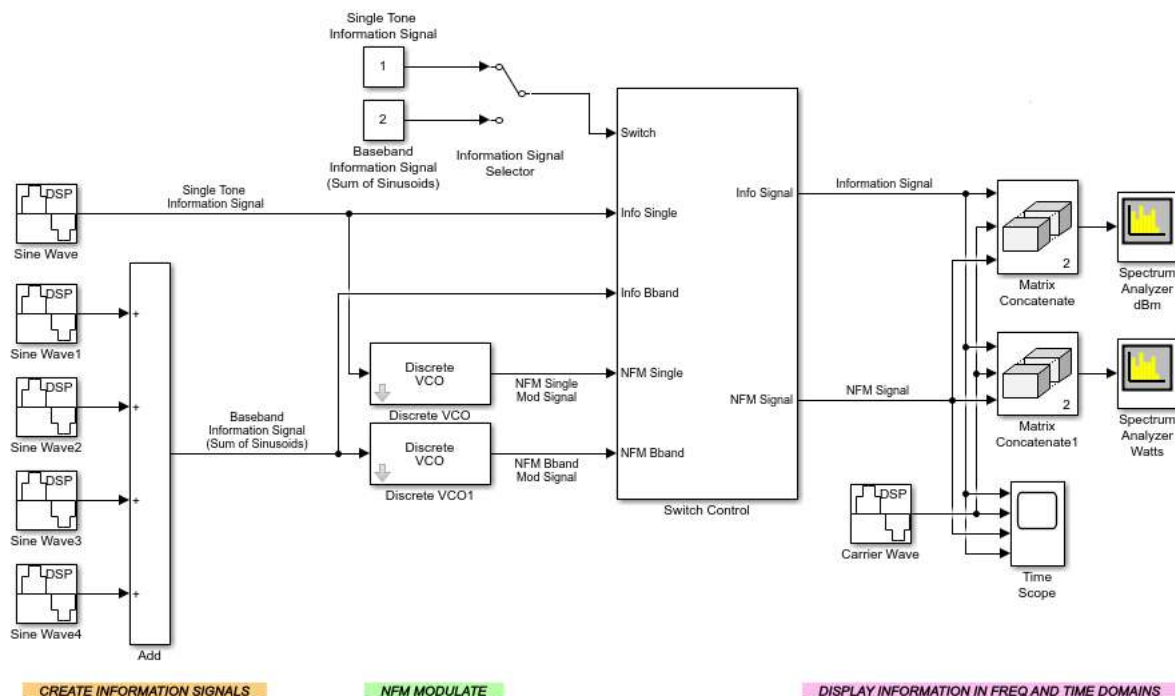 Single Tone
Information Signal
1
2
Baseband
Information Signal
(Sum of Sinusoids)
Information Signal
Selector
DSP
Sine Wave
Single Tone
Information Signal
DSP
Sine Wave1
DSP
Sine Wave2
DSP
Sine Wave3
DSP
Sine Wave4
+
+
+
+
Add
Baseband
Information Signal
(Sum of Sinusoids)
Discrete
VCO
Discrete VCO
Discrete
VCO
Discrete VCO1
NFM Single
Mod Signal
NFM Bband
Mod Signal
Switch
Info Single
Info Bband
NFM Single
NFM Bband
Info Signal
NFM Signal
Switch Control
Information Signal
NFM Signal
DSP
Carrier Wave
2
Matrix
Concatenate
2
Matrix
Concatenate1
Spectrum
Analyzer
dBm
Spectrum
Analyzer
Watts
Time
Scope
CREATE INFORMATION SIGNALS
NFM MODULATE
DISPLAY INFORMATION IN FREQ AND TIME DOMAINS